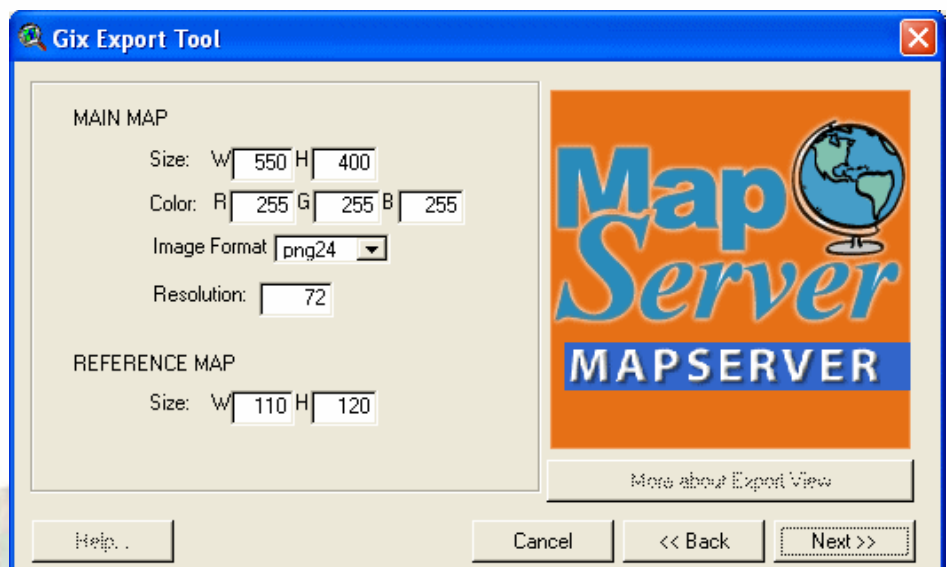 Gix Export Tool
MAIN MAP
Size: W 550 H 400
Color: R 255 G 255 B 255
Image Format png24
Resolution: 72
REFERENCE MAP
Size: W 110 H 120
Map
Server
MAPSERVER
More about Export View
Help...
Cancel
<< Back
Next >>